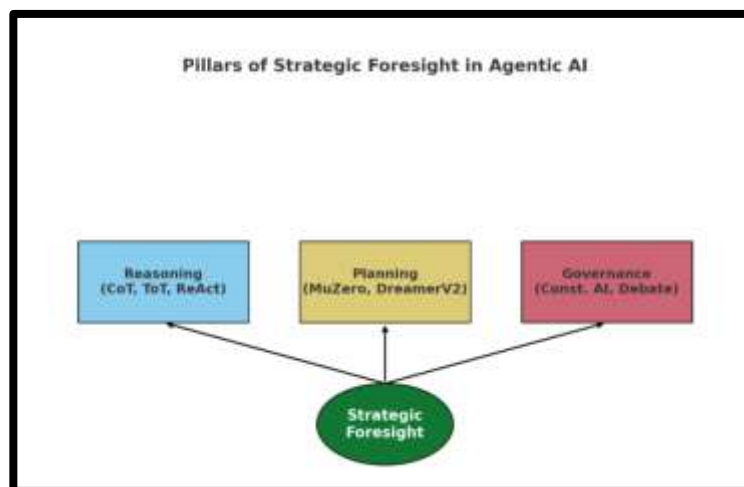 Pillars of Strategic Foresight in Agentic AI
Reasoning
(CoT, ToT, ReAct)
Planning
(MuZero, DreamerV2)
Governance
(Const. AI, Debate)
Strategic
Foresight